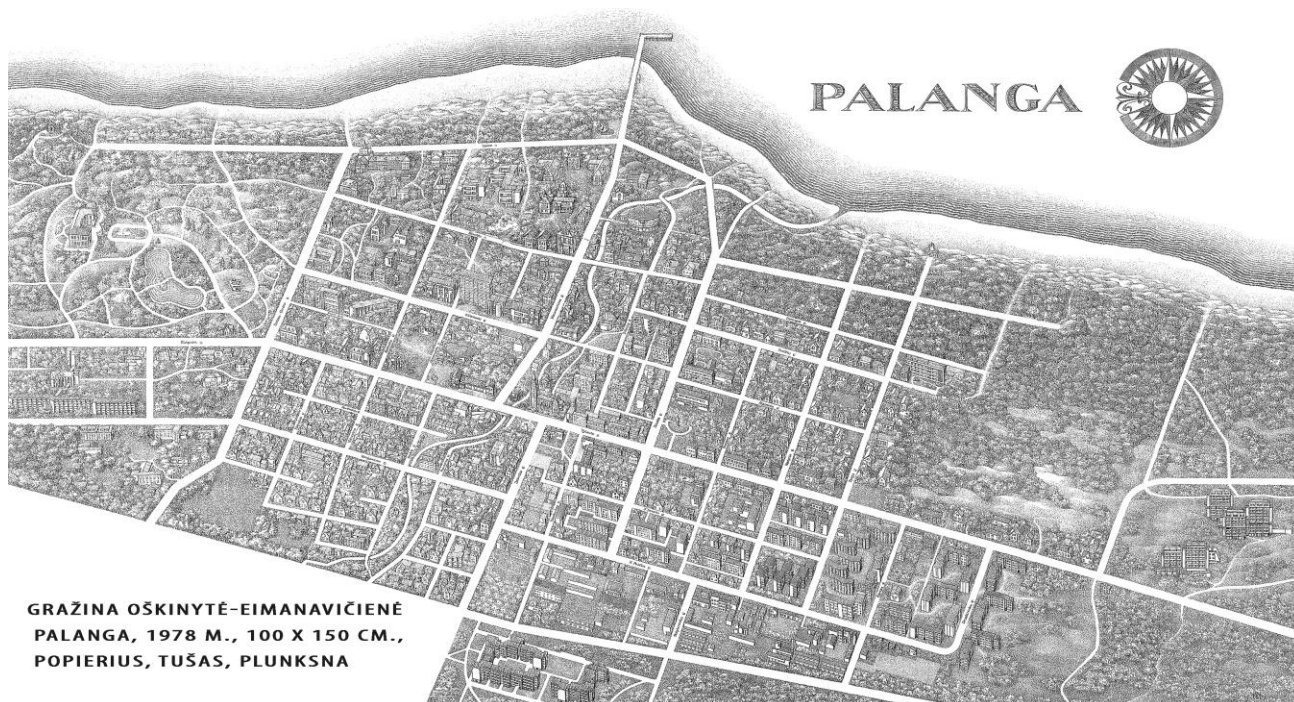 PALANGA
GRAŽINA OŠKINYTĖ-EIMANAVIČIENĖ
PALANGA, 1978 M., 100 X 150 CM.,
POPIERIUS, TUŠAS, PLUNKSNA